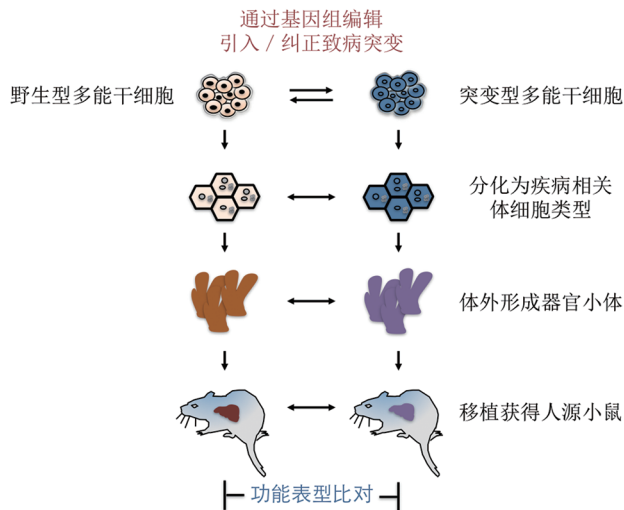 通过基因组编辑
引入/纠正致病突变
野生型多能干细胞
突变型多能干细胞
分化为疾病相关
体细胞类型
体外形成器官小体
移植获得人源小鼠
功能表型比对